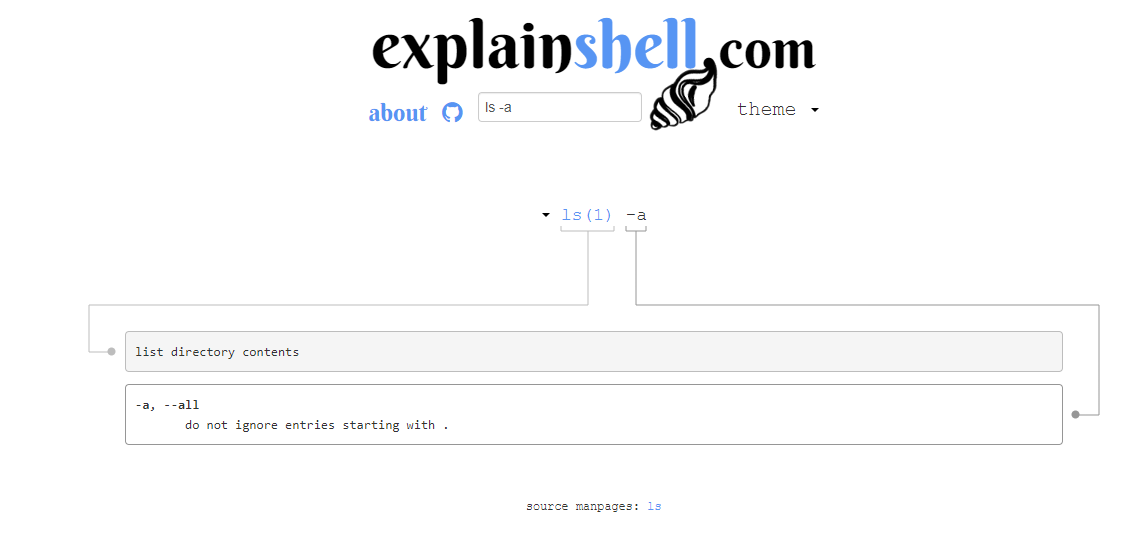 explainshell.com
about ls -a theme
ls(1) -a
list directory contents
-a, --all
do not ignore entries starting with .
source manpages: ls